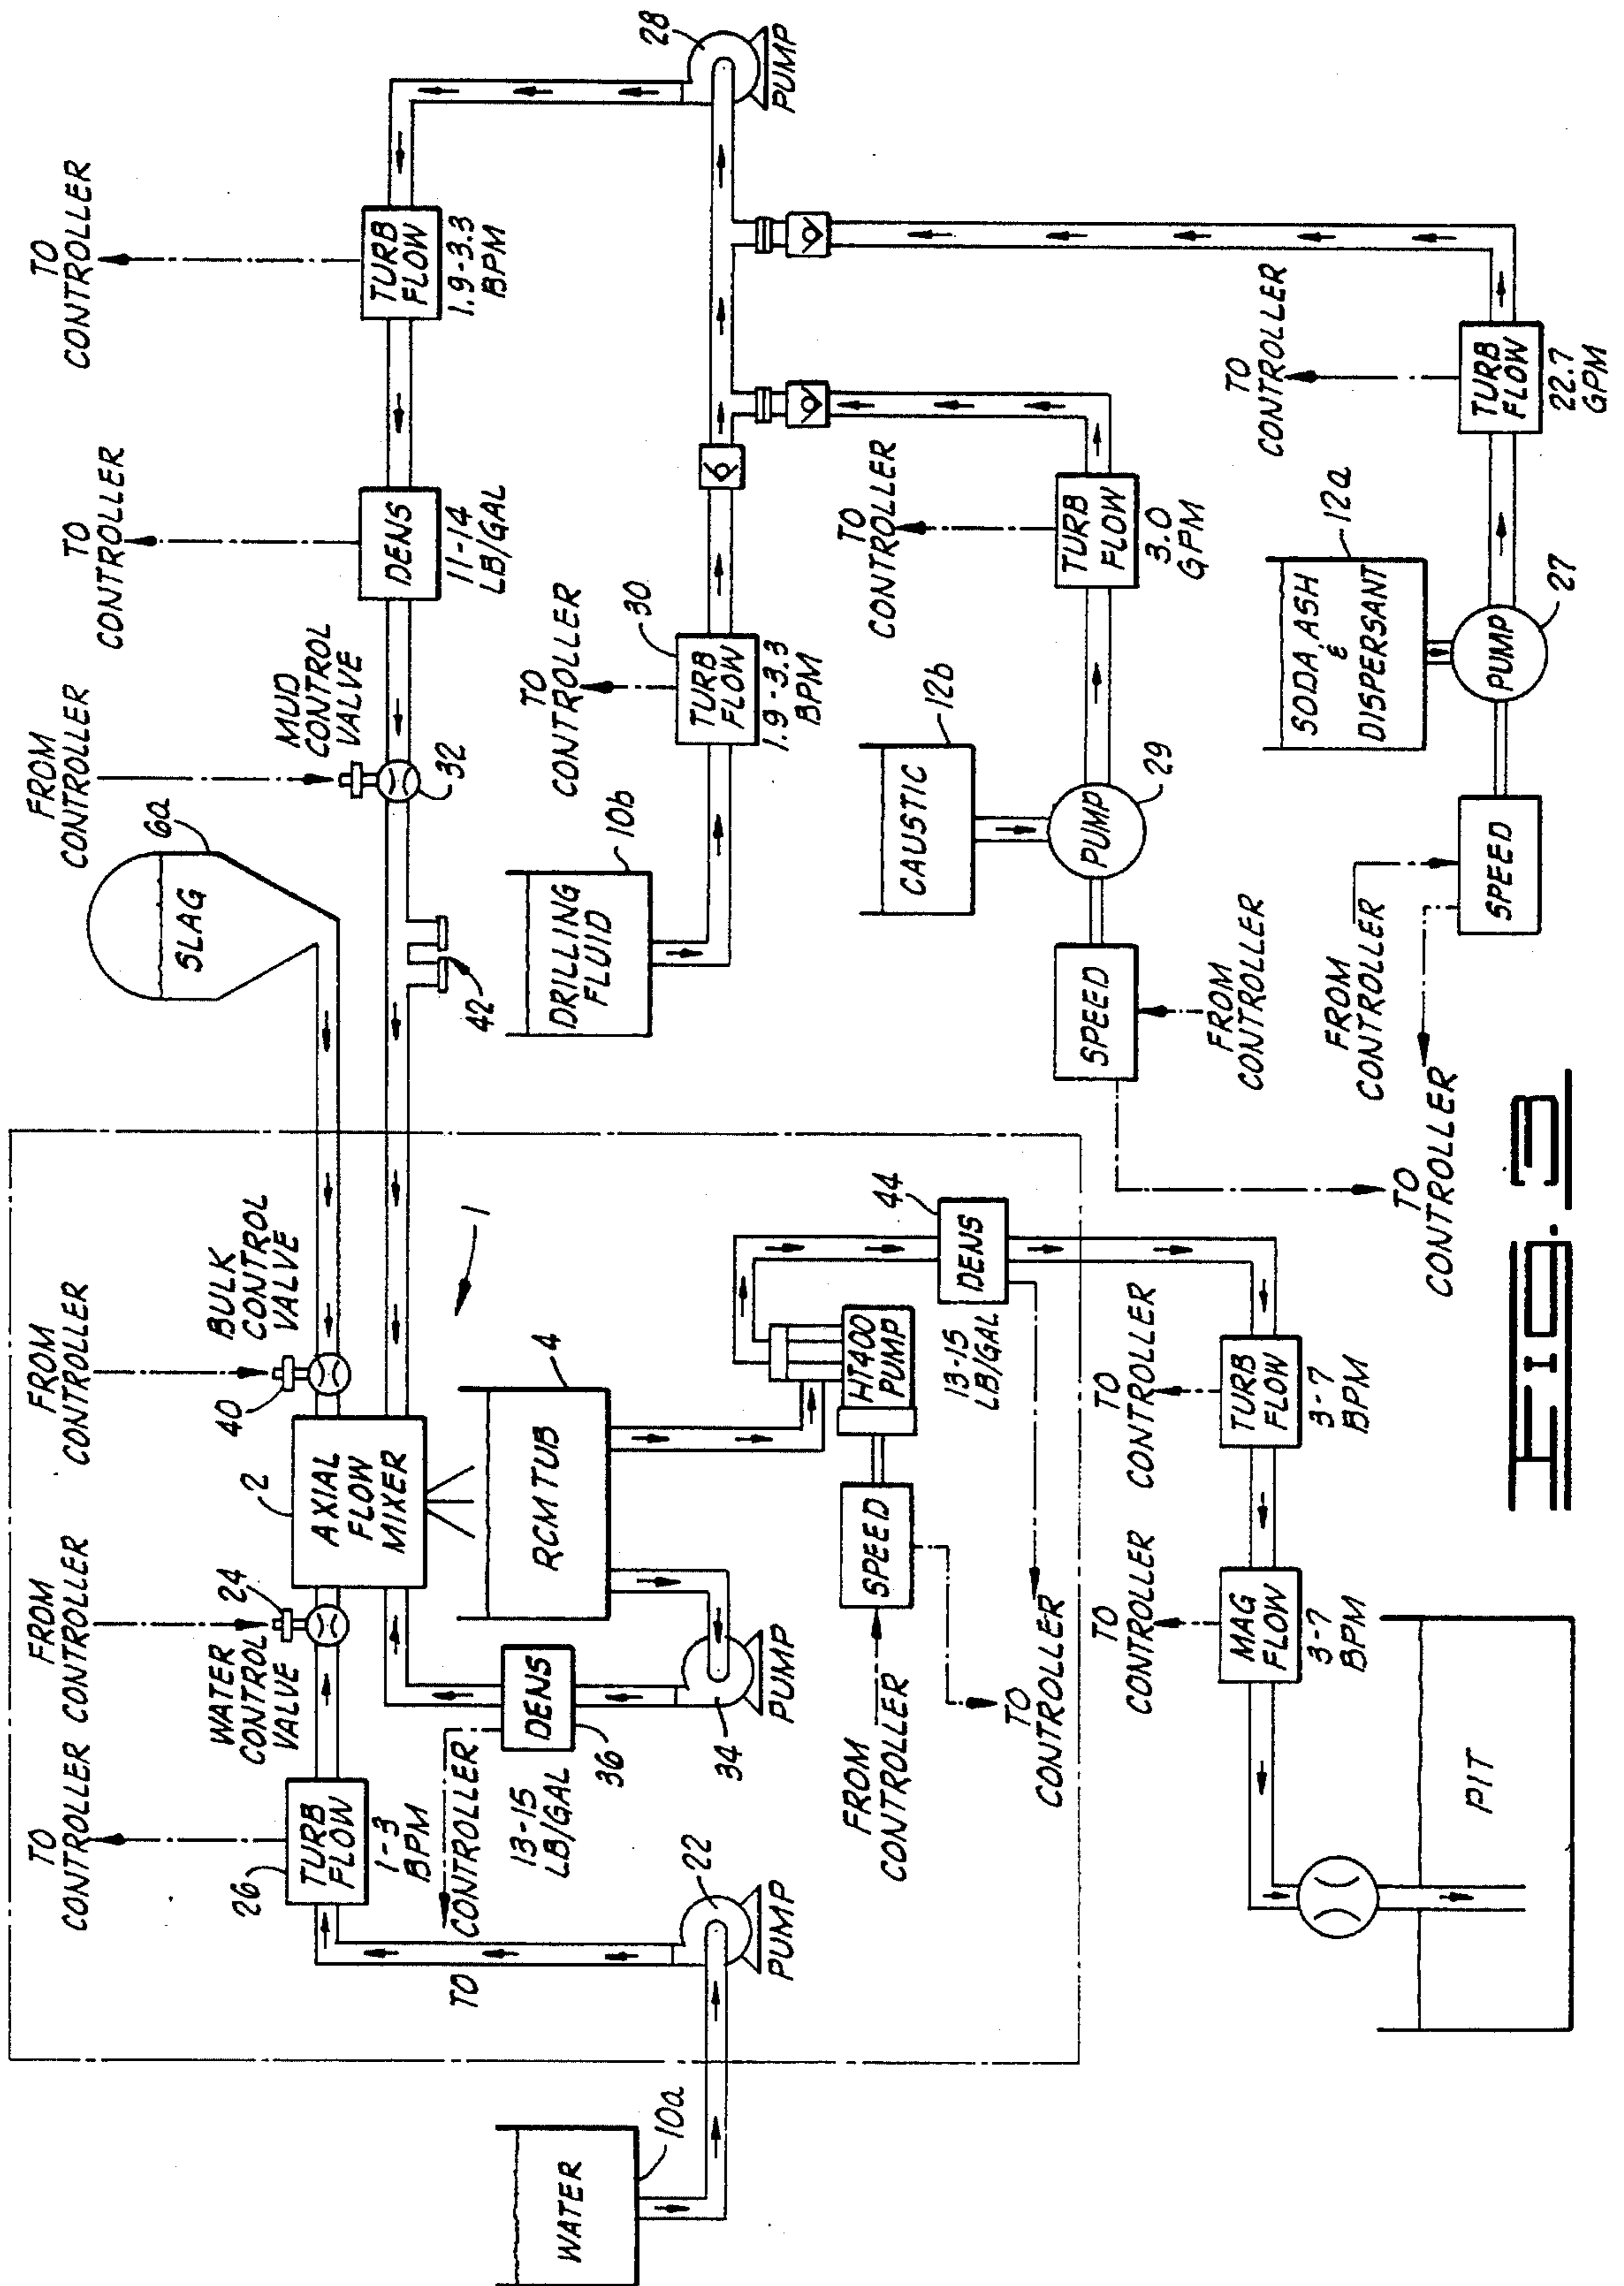 TO
CONTROLLER
FROM
CONTROLLER
FROM
CONTROLLER
FROM
CONTROLLER
TO
CONTROLLER
TO
CONTROLLER
26
TURB
FLOW
1-3
BPM
WATER
CONTROL
VALVE
24
2
AXIAL
FLOW
MIXER
40
BULK
CONTROL
VALVE
SLAG
6a
MUD
CONTROL
VALVE
32
42
DENS
11-14
LB/GAL
TURB
FLOW
1.9-3.3
BPM
28
PUMP
1
TO CONTROLLER
13-15
LB/GAL
DENS
36
34
PUMP
RCM TUB
4
22
PUMP
WATER
10a
DRILLING
FLUID
10b
TO
CONTROLLER
30
TURB
FLOW
1.9-3.3
BPM
FROM
CONTROLLER
SPEED
HT400
PUMP
44
DENS
13-15
LB/GAL
TO
CONTROLLER
CAUSTIC
12b
PUMP
29
SPEED
FROM
CONTROLLER
TO
CONTROLLER
TURB
FLOW
3.0
GPM
TO
CONTROLLER
MAG
FLOW
3-7
BPM
TO
CONTROLLER
TURB
FLOW
3-7
BPM
PIT
TO
CONTROLLER
FROM
CONTROLLER
SPEED
SODA ASH
&
DISPERSANT
12a
PUMP
27
TO
CONTROLLER
TURB
FLOW
22.7
GPM
FIG. 3